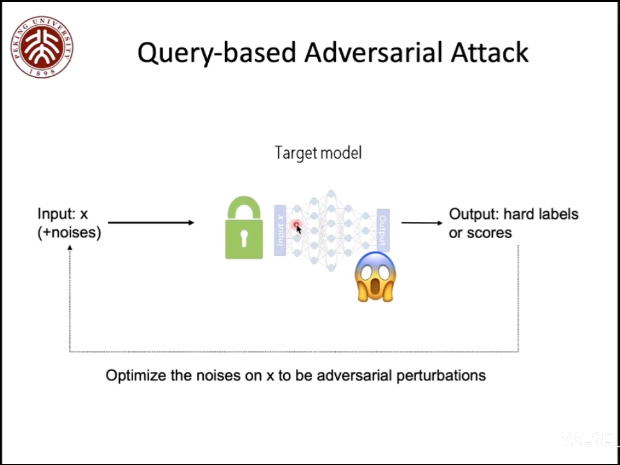 PEKING UNIVERSITY
1898
Query-based Adversarial Attack
Target model
Input: x
(+noises)
Input x
Output
Output: hard labels
or scores
Optimize the noises on x to be adversarial perturbations